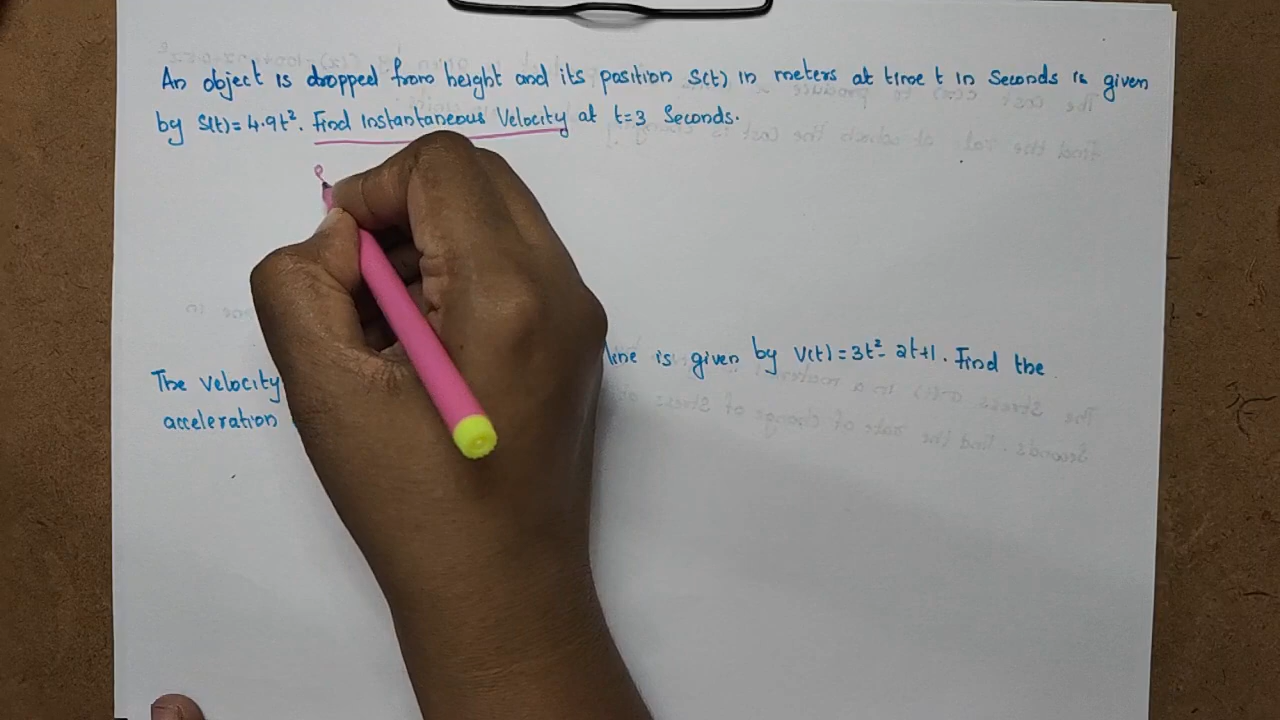 An object is dropped from height and its position S(t) in meters at time t in Seconds is given
by S(t)= 4.9t². Find instantaneous Velocity at t=3 Seconds.
The velocity line is given by V(t)=3t²- 2t+1. Find the
acceleration